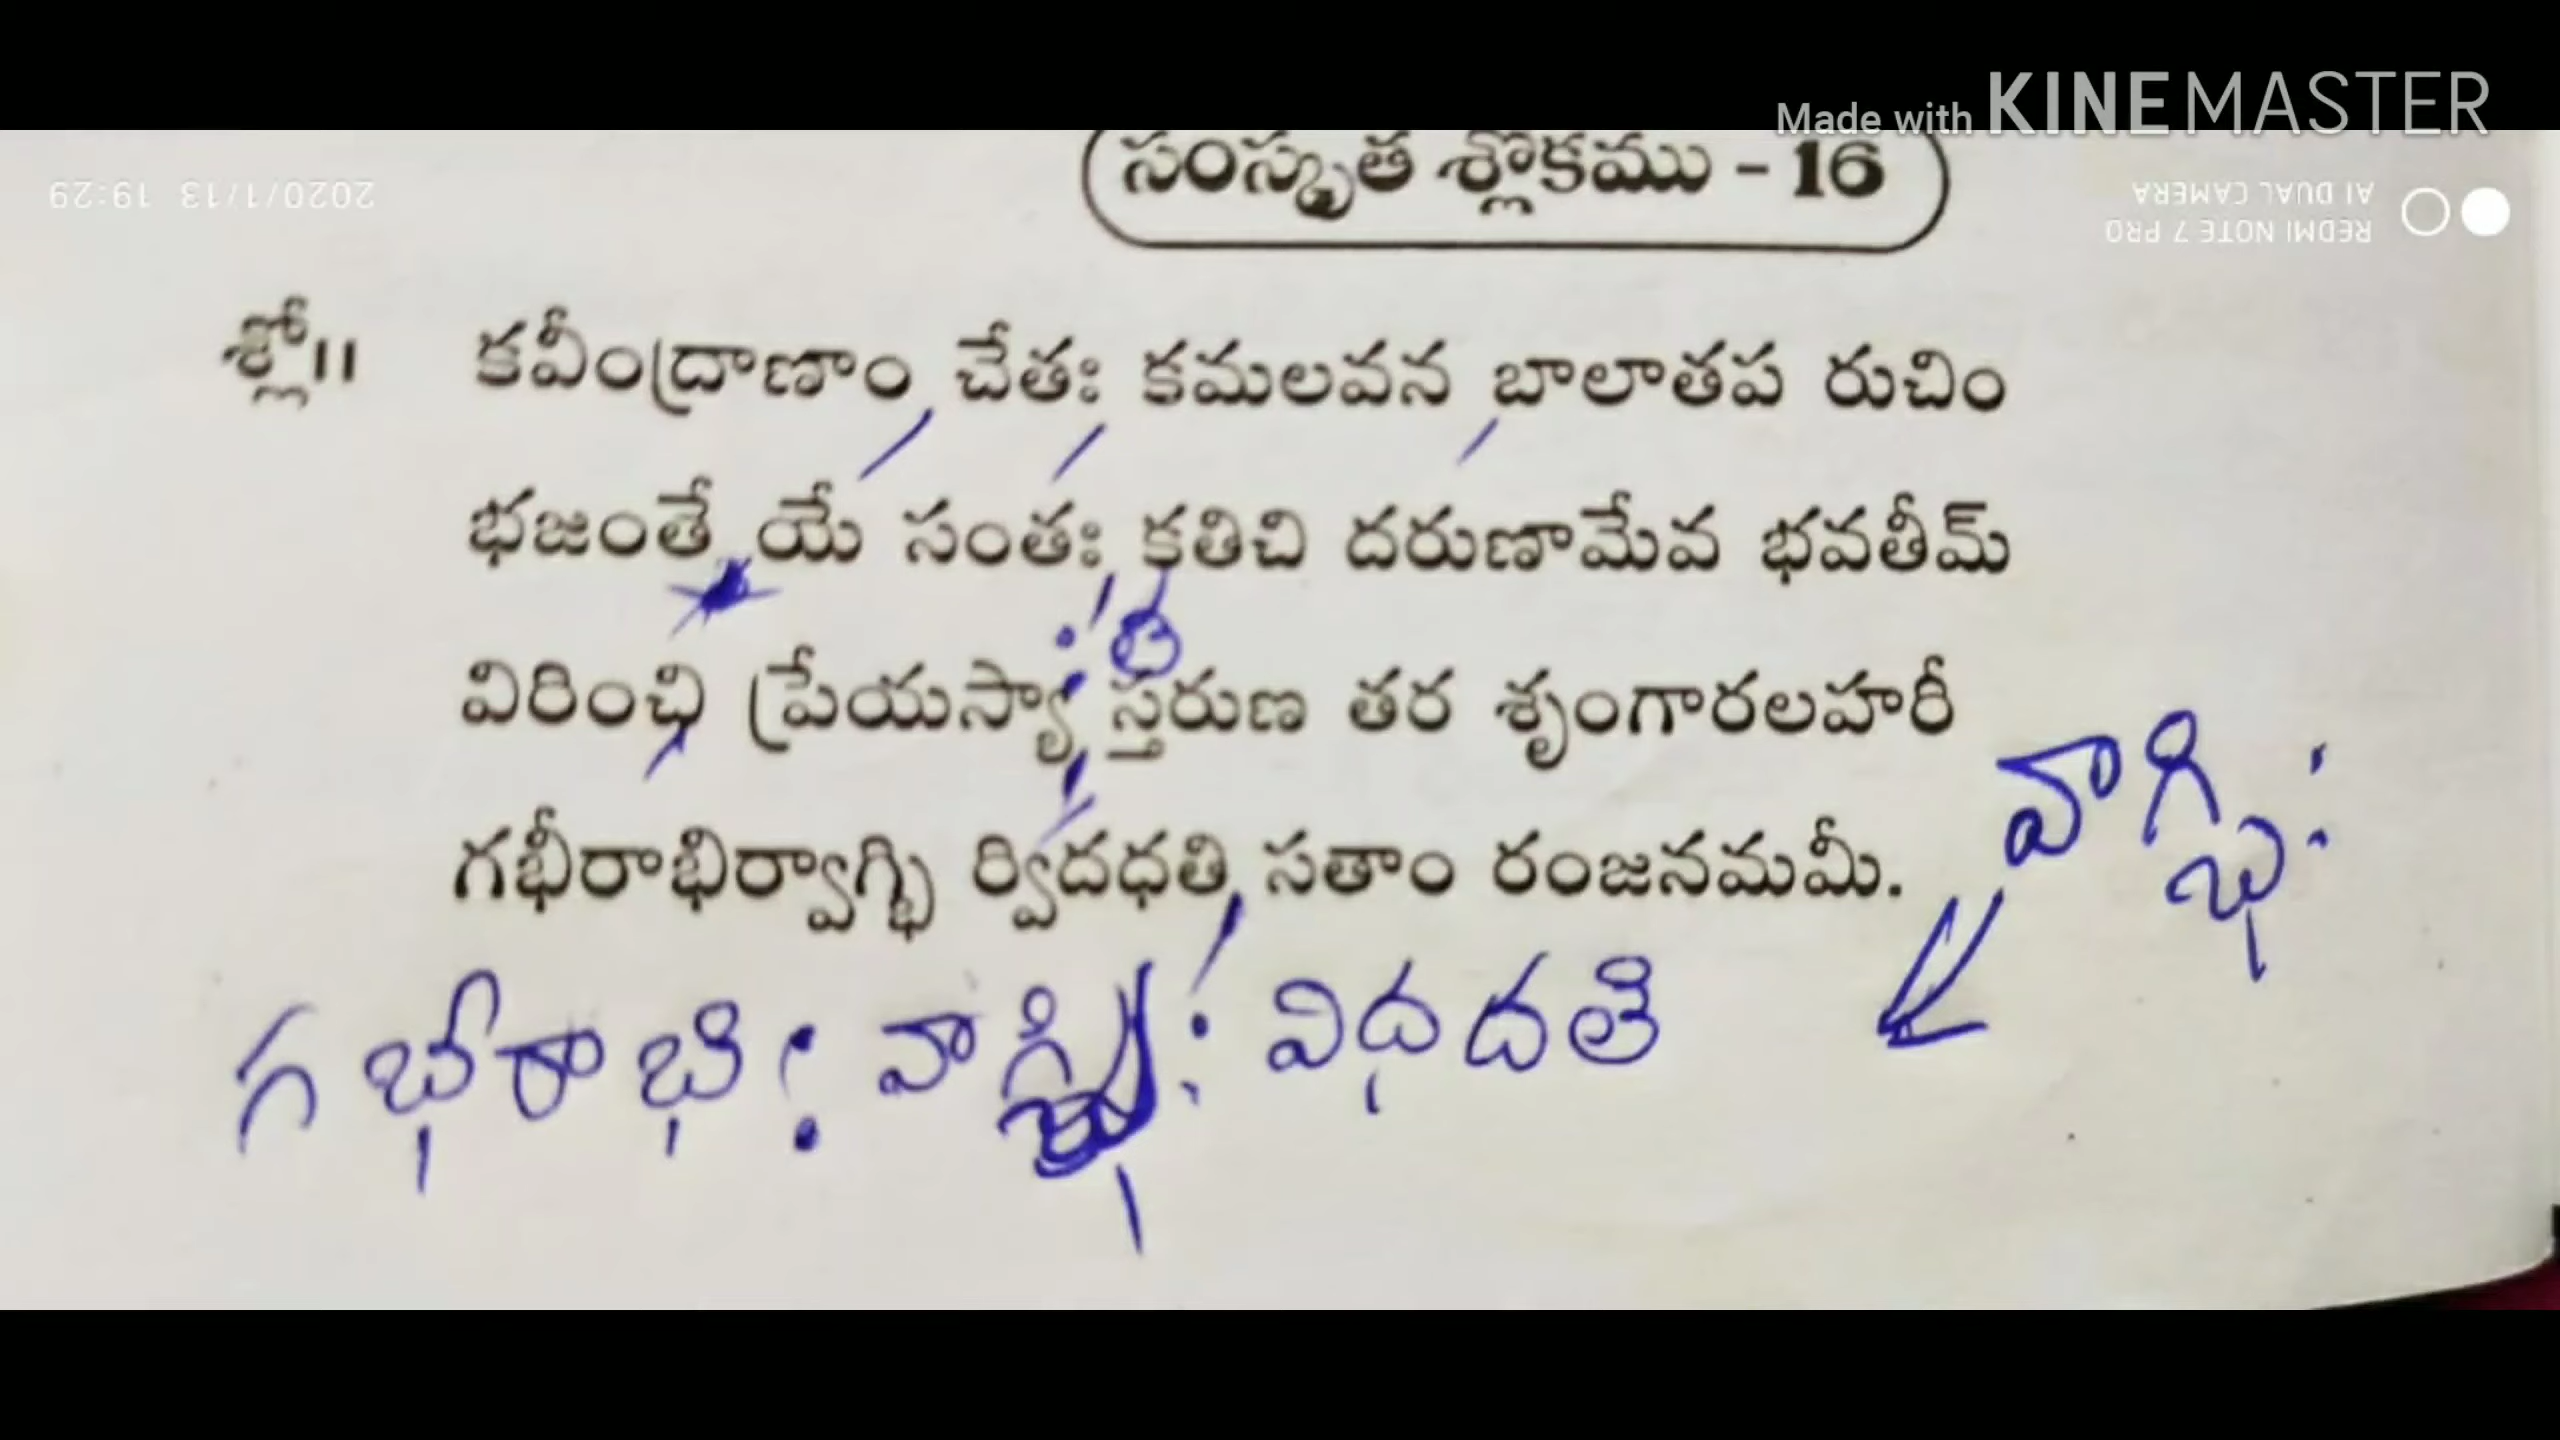 Made with KINEMASTER
సంస్కృత శ్లోకము - 16
2020/1/13 19:29
REDMI NOTE 7 PRO
AI DUAL CAMERA
శ్లో॥ కవీంద్రాణాం చేతః కమలవన బాలాతప రుచిం
భజంతే యే సంతః కతిచి దరుణామేవ భవతీమ్
త
విరించి ప్రేయస్యా స్తరుణ తర శృంగారలహరీ
గభీరాభిర్వాగ్భి ర్విదధతి సతాం రంజనమమీ.
వాగ్భి:
గభీరాభి: వాగ్భి: విధదతి